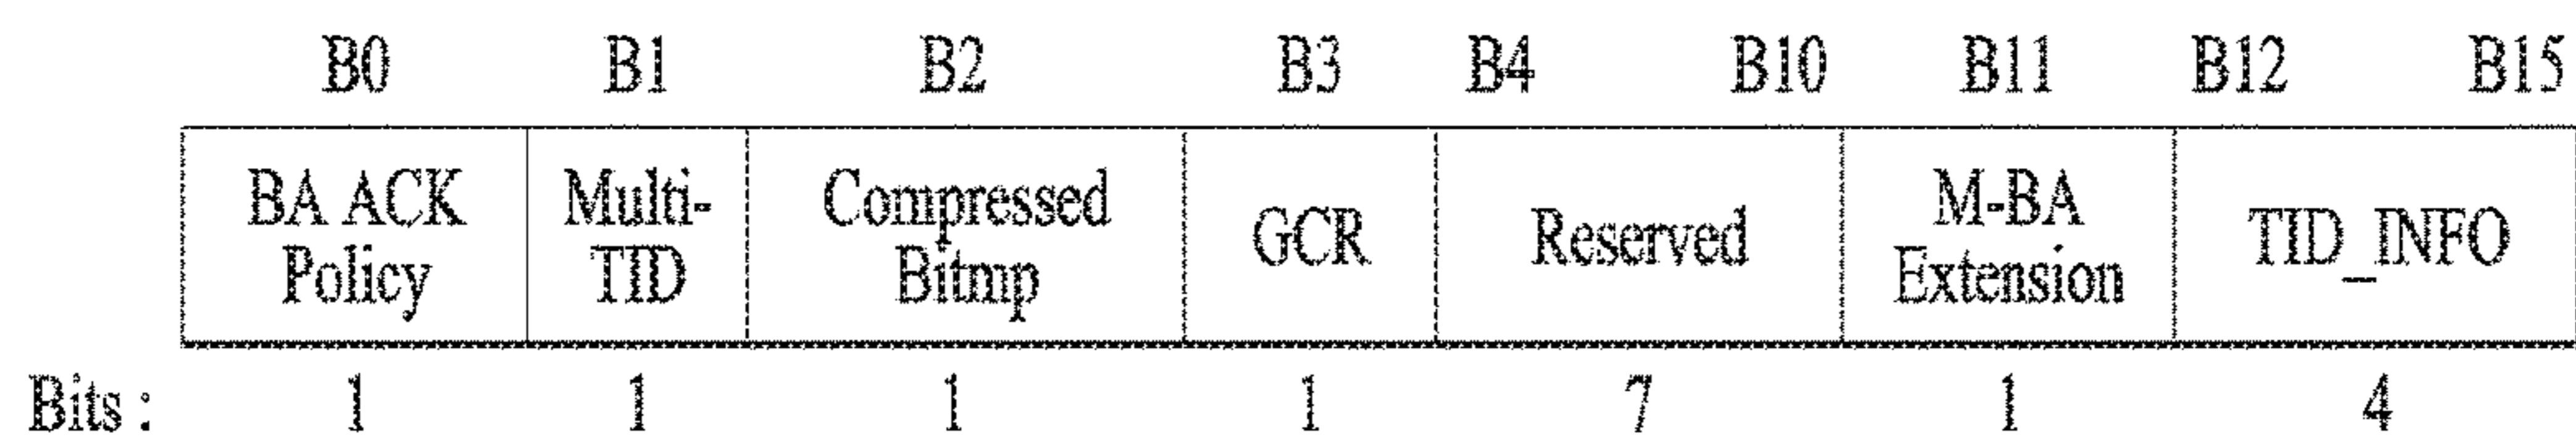 B0 B1 B2 B3 B4 B10 B11 B12 B15
BA ACK Policy Multi-TID Compressed Bitmp GCR Reserved M-BA Extension TID_INFO
Bits : 1 1 1 1 7 1 4